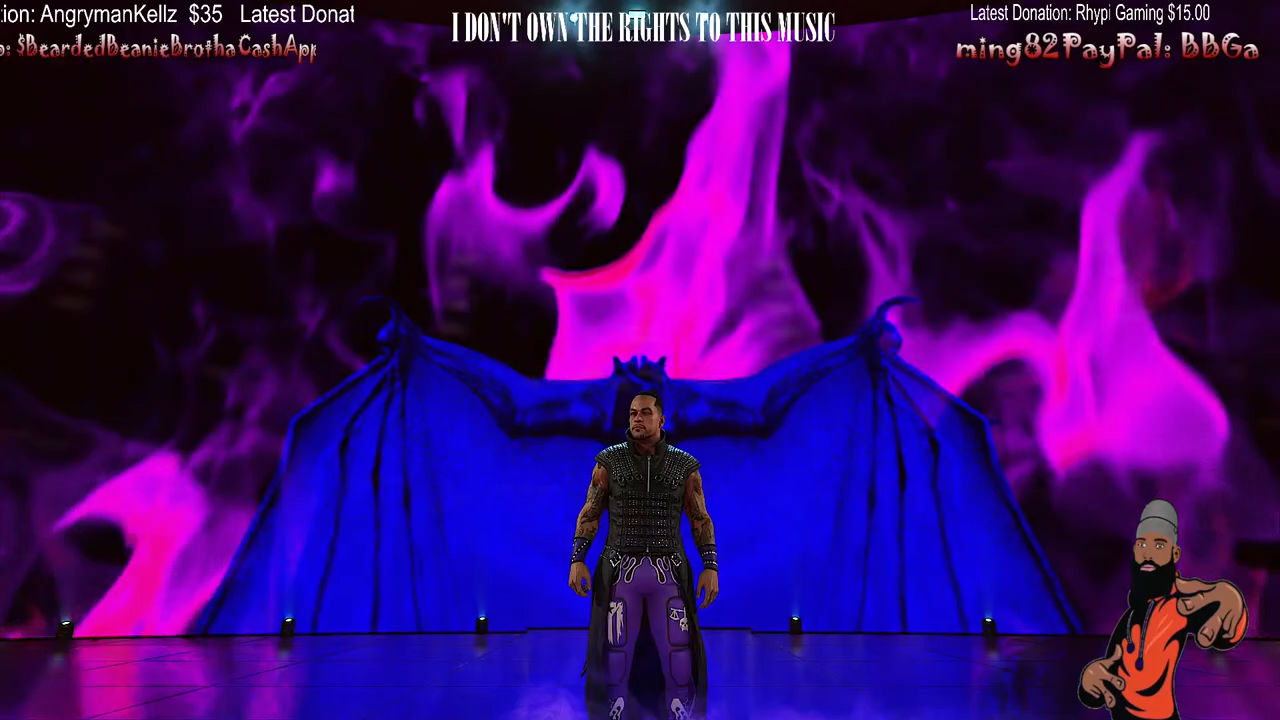 tion: AngrymanKellz $35 Latest Donat
p: $BeardedBeanieBrothaCashApp
I DON'T OWN THE RIGHTS TO THIS MUSIC
Latest Donation: Rhypi Gaming $15.00
ming82PayPal: BBGa